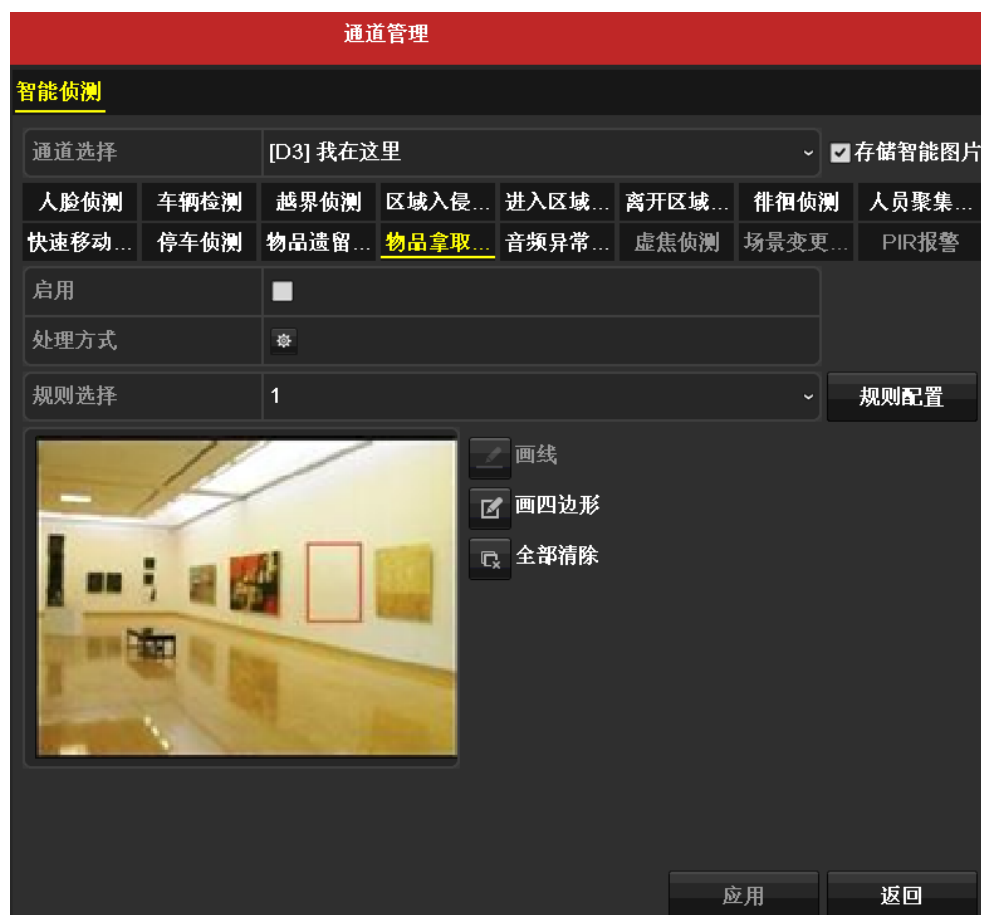 通道管理
智能侦测
通道选择 [D3] 我在这里 存储智能图片
人脸侦测 车辆检测 越界侦测 区域入侵... 进入区域... 离开区域... 徘徊侦测 人员聚集...
快速移动... 停车侦测 物品遗留... 物品拿取... 音频异常... 虚焦侦测 场景变更... PIR报警
启用
处理方式
规则选择 1 规则配置
画线
画四边形
全部清除
应用 返回